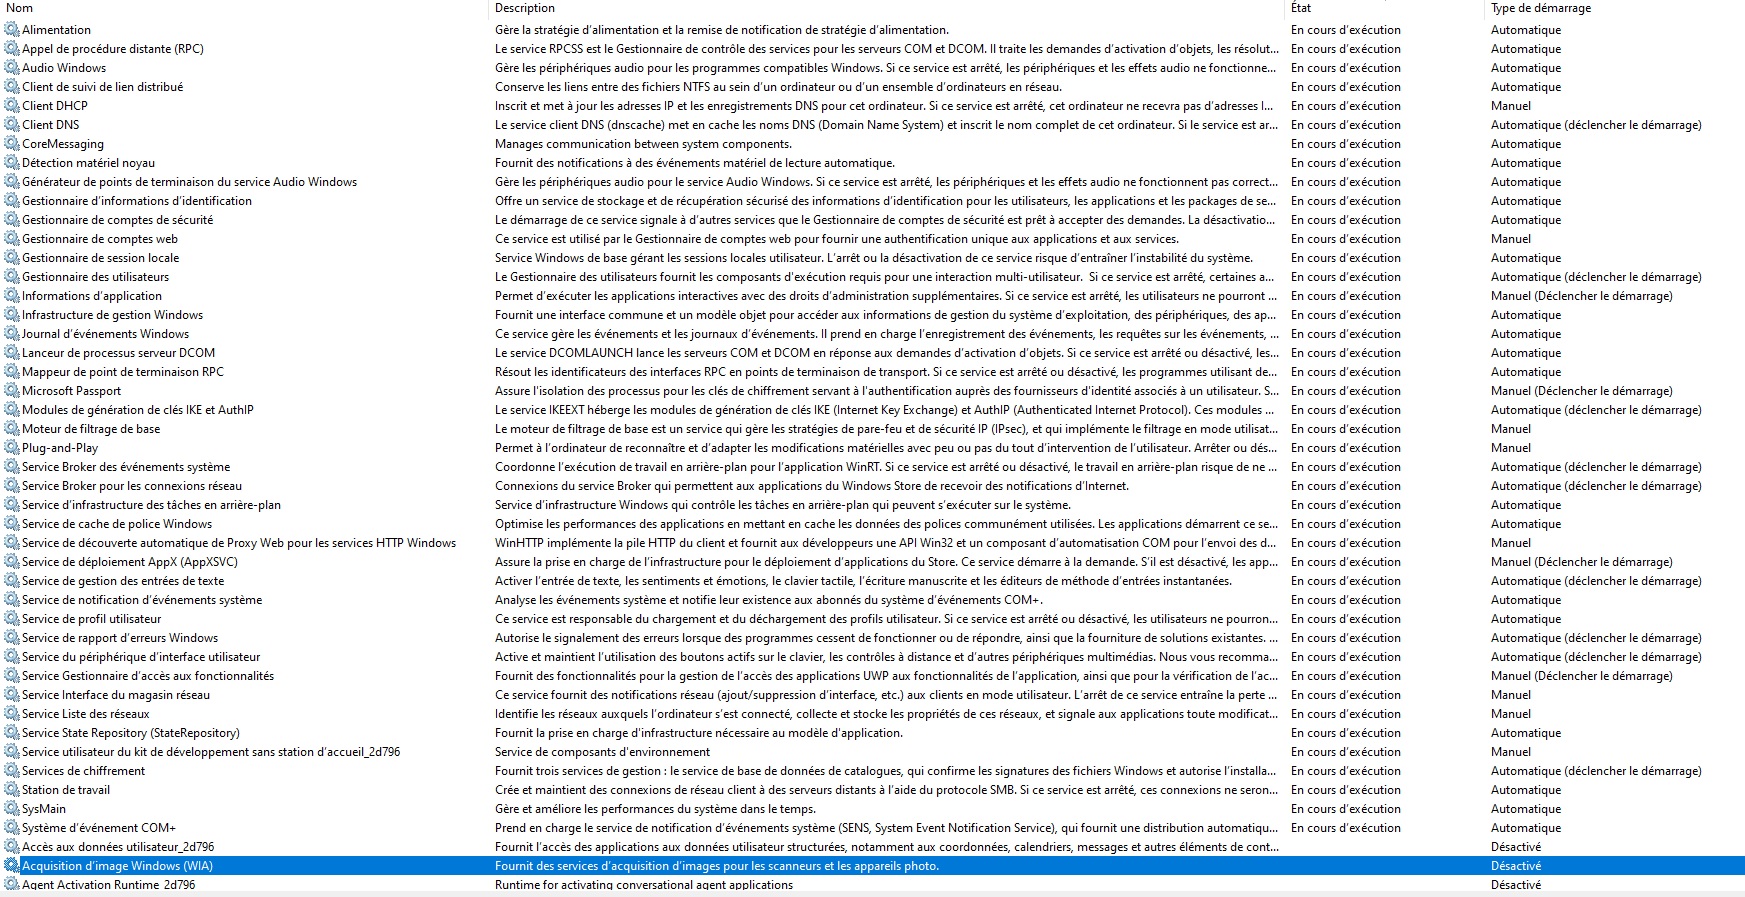 Nom Description État Type de démarrage
Alimentation Gère la stratégie d’alimentation et la remise de notification de stratégie d’alimentation. En cours d’exécution Automatique
Appel de procédure distante (RPC) Le service RPCSS est le Gestionnaire de contrôle des services pour les serveurs COM et DCOM. Il traite les demandes d’activation d’objets, les résolut... En cours d’exécution Automatique
Audio Windows Gère les périphériques audio pour les programmes compatibles Windows. Si ce service est arrêté, les périphériques et les effets audio ne fonctionne... En cours d’exécution Automatique
Client de suivi de lien distribué Conserve les liens entre des fichiers NTFS au sein d’un ordinateur ou d’un ensemble d’ordinateurs en réseau. En cours d’exécution Automatique
Client DHCP Inscrit et met à jour les adresses IP et les enregistrements DNS pour cet ordinateur. Si ce service est arrêté, cet ordinateur ne recevra pas d’adresses I... En cours d’exécution Manuel
Client DNS Le service client DNS (dnscache) met en cache les noms DNS (Domain Name System) et inscrit le nom complet de cet ordinateur. Si le service est ar... En cours d’exécution Automatique (déclencher le démarrage)
CoreMessaging Manages communication between system components. En cours d’exécution Automatique
Détection matériel noyau Fournit des notifications à des événements matériel de lecture automatique. En cours d’exécution Automatique
Générateur de points de terminaison du service Audio Windows Gère les périphériques audio pour le service Audio Windows. Si ce service est arrêté, les périphériques et les effets audio ne fonctionnent pas correct... En cours d’exécution Automatique
Gestionnaire d’informations d’identification Offre un service de stockage et de récupération sécurisé des informations d’identification pour les utilisateurs, les applications et les packages de se... En cours d’exécution Automatique
Gestionnaire de comptes de sécurité Le démarrage de ce service signale à d’autres services que le Gestionnaire de comptes de sécurité est prêt à accepter des demandes. La désactivatio... En cours d’exécution Automatique
Gestionnaire de comptes web Ce service est utilisé par le Gestionnaire de comptes web pour fournir une authentification unique aux applications et aux services. En cours d’exécution Manuel
Gestionnaire de session locale Service Windows de base gérant les sessions locales utilisateur. L’arrêt ou la désactivation de ce service risque d’entraîner l’instabilité du système. En cours d’exécution Automatique
Gestionnaire des utilisateurs Le Gestionnaire des utilisateurs fournit les composants d'exécution requis pour une interaction multi-utilisateur.  Si ce service est arrêté, certaines a... En cours d’exécution Automatique (déclencher le démarrage)
Informations d’application Permet d’exécuter les applications interactives avec des droits d’administration supplémentaires. Si ce service est arrêté, les utilisateurs ne pourront ... En cours d’exécution Manuel (Déclencher le démarrage)
Infrastructure de gestion Windows Fournit une interface commune et un modèle objet pour accéder aux informations de gestion du système d’exploitation, des périphériques, des ap... En cours d’exécution Automatique
Journal d’événements Windows Ce service gère les événements et les journaux d’événements. Il prend en charge l’enregistrement des événements, les requêtes sur les événements, ... En cours d’exécution Automatique
Lanceur de processus serveur DCOM Le service DCOMLAUNCH lance les serveurs COM et DCOM en réponse aux demandes d’activation d’objets. Si ce service est arrêté ou désactivé, les... En cours d’exécution Automatique
Mappeur de point de terminaison RPC Résout les identificateurs des interfaces RPC en points de terminaison de transport. Si ce service est arrêté ou désactivé, les programmes utilisant de... En cours d’exécution Automatique
Microsoft Passport Assure l'isolation des processus pour les clés de chiffrement servant à l'authentification auprès des fournisseurs d'identité associés à un utilisateur. S... En cours d’exécution Manuel (Déclencher le démarrage)
Modules de génération de clés IKE et AuthIP Le service IKEEXT héberge les modules de génération de clés IKE (Internet Key Exchange) et AuthIP (Authenticated Internet Protocol). Ces modules ... En cours d’exécution Automatique (déclencher le démarrage)
Moteur de filtrage de base Le moteur de filtrage de base est un service qui gère les stratégies de pare-feu et de sécurité IP (IPsec), et qui implémente le filtrage en mode utilisat... En cours d’exécution Manuel
Plug-and-Play Permet à l’ordinateur de reconnaître et d’adapter les modifications matérielles avec peu ou pas du tout d’intervention de l’utilisateur. Arrêter ou dés... En cours d’exécution Manuel
Service Broker des événements système Coordonne l’exécution de travail en arrière-plan pour l’application WinRT. Si ce service est arrêté ou désactivé, le travail en arrière-plan risque de ne ... En cours d’exécution Automatique (déclencher le démarrage)
Service Broker pour les connexions réseau Connexions du service Broker qui permettent aux applications du Windows Store de recevoir des notifications d’Internet. En cours d’exécution Automatique (déclencher le démarrage)
Service d’infrastructure des tâches en arrière-plan Service d’infrastructure Windows qui contrôle les tâches en arrière-plan qui peuvent s’exécuter sur le système. En cours d’exécution Automatique
Service de cache de police Windows Optimise les performances des applications en mettant en cache les données des polices communément utilisées. Les applications démarrent ce se... En cours d’exécution Automatique
Service de découverte automatique de Proxy Web pour les services HTTP Windows WinHTTP implémente la pile HTTP du client et fournit aux développeurs une API Win32 et un composant d’automatisation COM pour l’envoi des d... En cours d’exécution Manuel
Service de déploiement AppX (AppXSVC) Assure la prise en charge de l’infrastructure pour le déploiement d’applications du Store. Ce service démarre à la demande. S’il est désactivé, les app... En cours d’exécution Manuel (Déclencher le démarrage)
Service de gestion des entrées de texte Activer l’entrée de texte, les sentiments et émotions, le clavier tactile, l’écriture manuscrite et les éditeurs de méthode d’entrées instantanées. En cours d’exécution Automatique (déclencher le démarrage)
Service de notification d’événements système Analyse les événements système et notifie leur existence aux abonnés du système d’événements COM+. En cours d’exécution Automatique
Service de profil utilisateur Ce service est responsable du chargement et du déchargement des profils utilisateur. Si ce service est arrêté ou désactivé, les utilisateurs ne pourron... En cours d’exécution Automatique
Service de rapport d’erreurs Windows Autorise le signalement des erreurs lorsque des programmes cessent de fonctionner ou de répondre, ainsi que la fourniture de solutions existantes. ... En cours d’exécution Automatique (déclencher le démarrage)
Service du périphérique d’interface utilisateur Active et maintient l’utilisation des boutons actifs sur le clavier, les contrôles à distance et d’autres périphériques multimédias. Nous vous recomma... En cours d’exécution Automatique (déclencher le démarrage)
Service Gestionnaire d’accès aux fonctionnalités Fournit des fonctionnalités pour la gestion de l’accès des applications UWP aux fonctionnalités de l’application, ainsi que pour la vérification de l’ac... En cours d’exécution Manuel (Déclencher le démarrage)
Service Interface du magasin réseau Ce service fournit des notifications réseau (ajout/suppression d’interface, etc.) aux clients en mode utilisateur. L’arrêt de ce service entraîne la perte ... En cours d’exécution Manuel
Service Liste des réseaux Identifie les réseaux auxquels l’ordinateur s’est connecté, collecte et stocke les propriétés de ces réseaux, et signale aux applications toute modificat... En cours d’exécution Manuel
Service State Repository (StateRepository) Fournit la prise en charge d'infrastructure nécessaire au modèle d'application. En cours d’exécution Automatique
Service utilisateur du kit de développement sans station d’accueil_2d796 Service de composants d’environnement En cours d’exécution Manuel
Services de chiffrement Fournit trois services de gestion : le service de base de données de catalogues, qui confirme les signatures des fichiers Windows et autorise l’installa... En cours d’exécution Automatique (déclencher le démarrage)
Station de travail Crée et maintient des connexions de réseau client à des serveurs distants à l’aide du protocole SMB. Si ce service est arrêté, ces connexions ne seron... En cours d’exécution Automatique
SysMain Gère et améliore les performances du système dans le temps. En cours d’exécution Automatique
Système d’événement COM+ Prend en charge le service de notification d’événements système (SENS, System Event Notification Service), qui fournit une distribution automatiqu... En cours d’exécution Automatique
Accès aux données utilisateur_2d796 Fournit l’accès des applications aux données utilisateur structurées, notamment aux coordonnées, calendriers, messages et autres éléments de cont... Désactivé
Acquisition d’image Windows (WIA) Fournit des services d’acquisition d’images pour les scanneurs et les appareils photo. Désactivé
Agent Activation Runtime_2d796 Runtime for activating conversational agent applications Désactivé